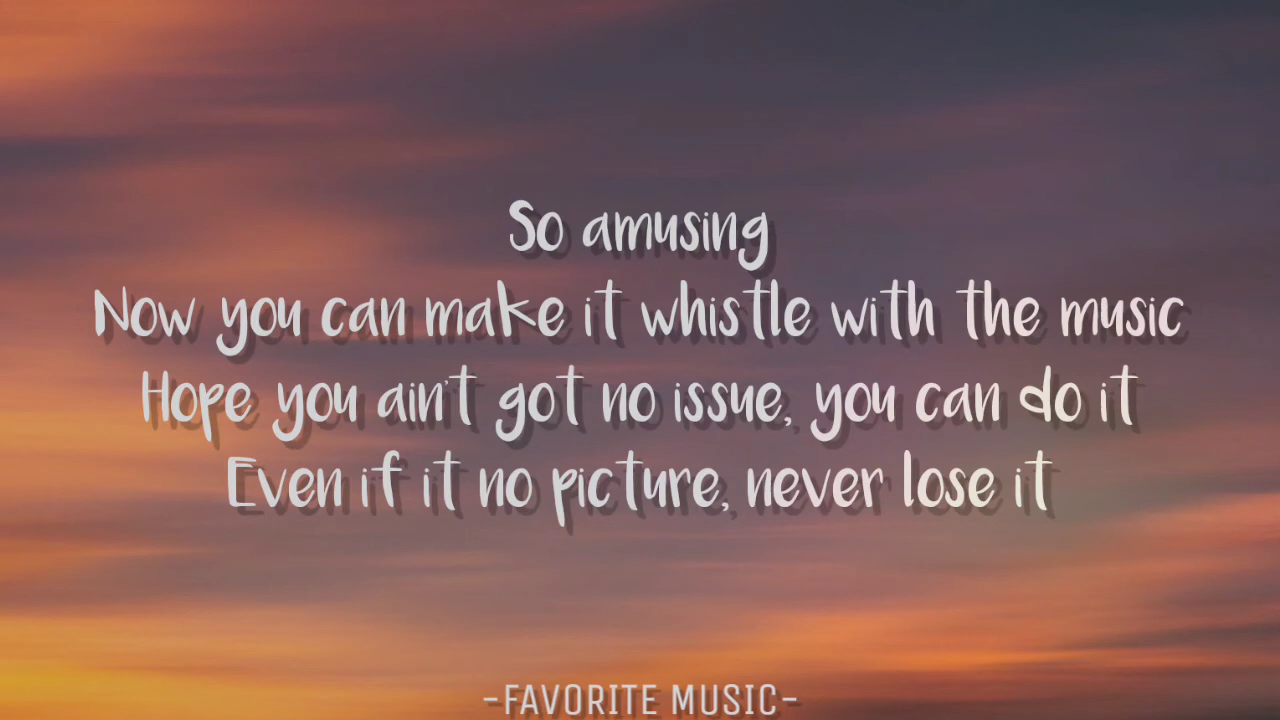 So amusing
Now you can make it whistle with the music
Hope you ain't got no issue, you can do it
Even if it no picture, never lose it
-FAVORITE MUSIC-